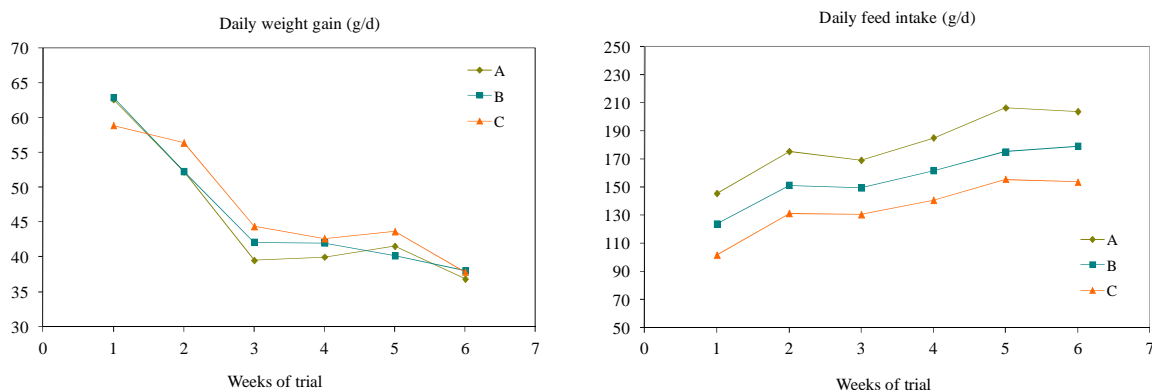 Daily weight gain (g/d)
70
65
60
55
50
45
40
35
30
0 1 2 3 4 5 6 7
Weeks of trial
A
B
C
Daily feed intake (g/d)
250
230
210
190
170
150
130
110
90
70
50
0 1 2 3 4 5 6 7
Weeks of trial
A
B
C